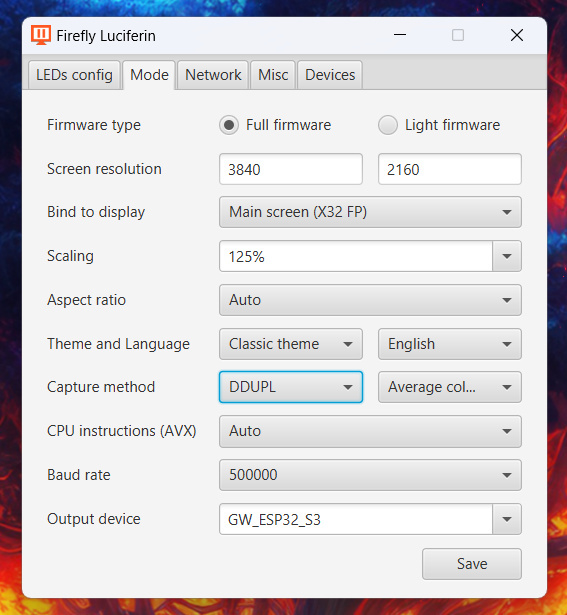 Firefly Luciferin
LEDs config Mode Network Misc Devices
Firmware type Full firmware Light firmware
Screen resolution 3840 2160
Bind to display Main screen (X32 FP)
Scaling 125%
Aspect ratio Auto
Theme and Language Classic theme English
Capture method DDUPL Average col...
CPU instructions (AVX) Auto
Baud rate 500000
Output device GW_ESP32_S3
Save